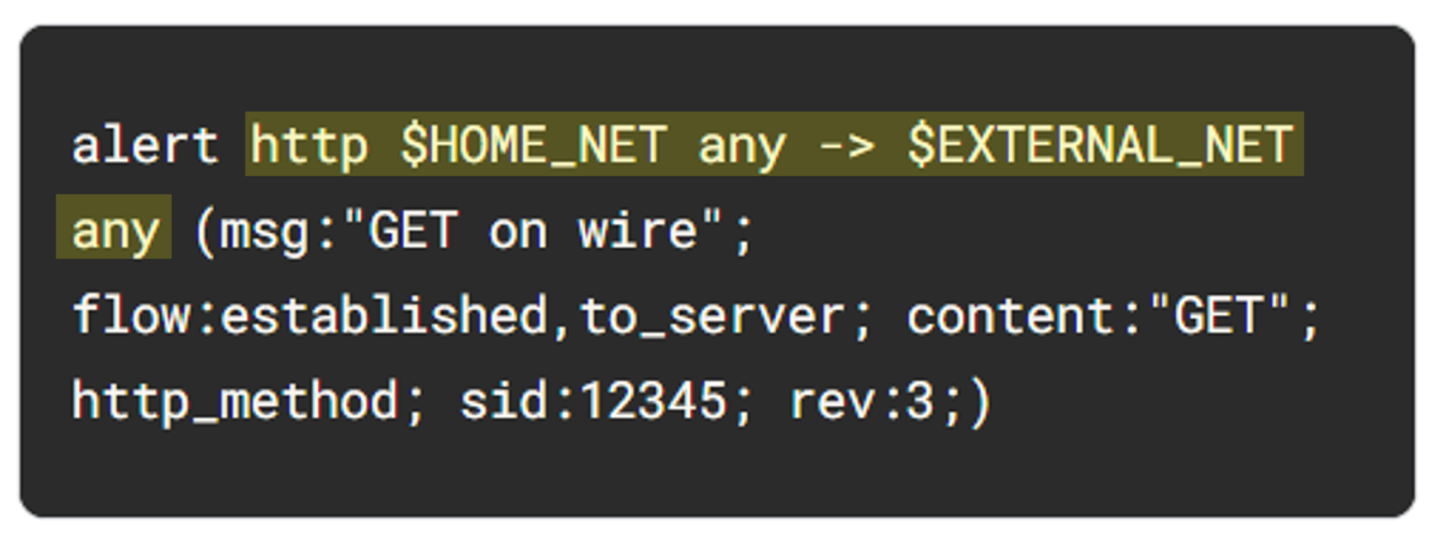 alert http $HOME_NET any -> $EXTERNAL_NET
any (msg:"GET on wire";
flow:established,to_server; content:"GET";
http_method; sid:12345; rev:3;)